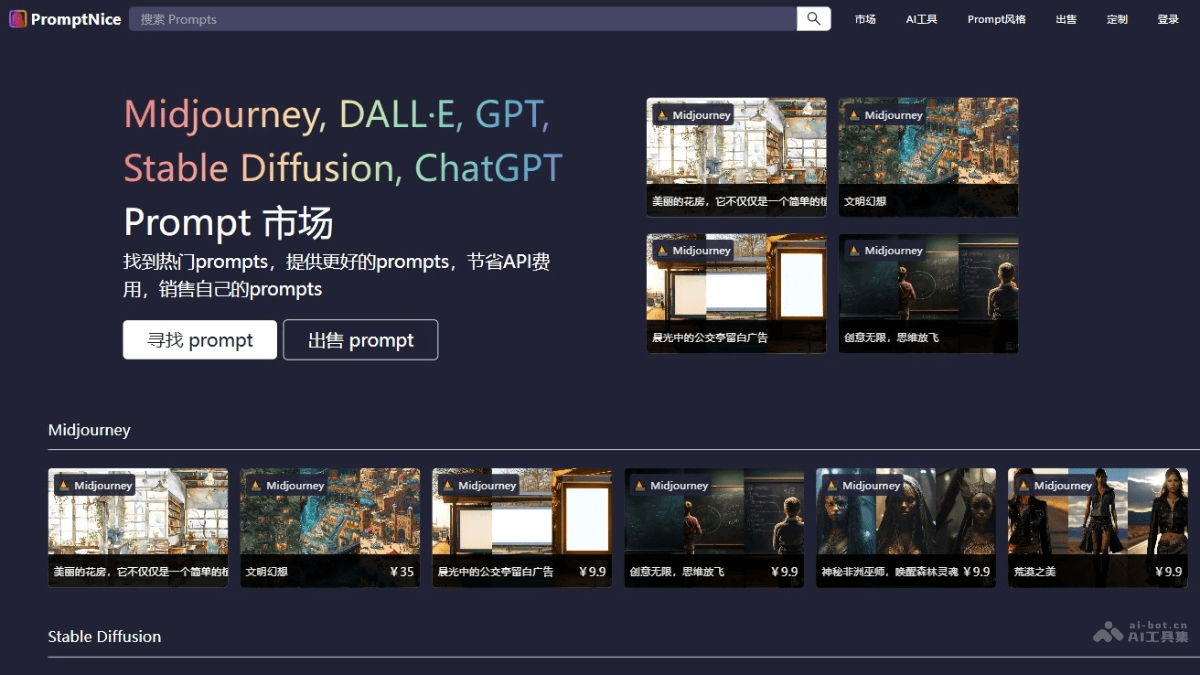 PromptNice
搜索 Prompts
市场
AI工具
Prompt风格
出售
定制
登录
Midjourney, DALL·E, GPT,
Stable Diffusion, ChatGPT
Prompt 市场
找到热门prompts，提供更好的prompts，节省API费
用，销售自己的prompts
寻找 prompt
出售 prompt
Midjourney
美丽的花房，它不仅仅是一个简单的植
Midjourney
文明幻想
Midjourney
晨光中的公交亭留白广告
Midjourney
创意无限，思维放飞
Midjourney
Midjourney
美丽的花房，它不仅仅是一个简单的植
Midjourney
文明幻想 ¥35
Midjourney
晨光中的公交亭留白广告 ¥9.9
Midjourney
创意无限，思维放飞 ¥9.9
Midjourney
神秘非洲巫师，唤醒森林灵魂 ¥9.9
Midjourney
荒漠之美 ¥9.9
Stable Diffusion
ai-bot.cn
AI工具集